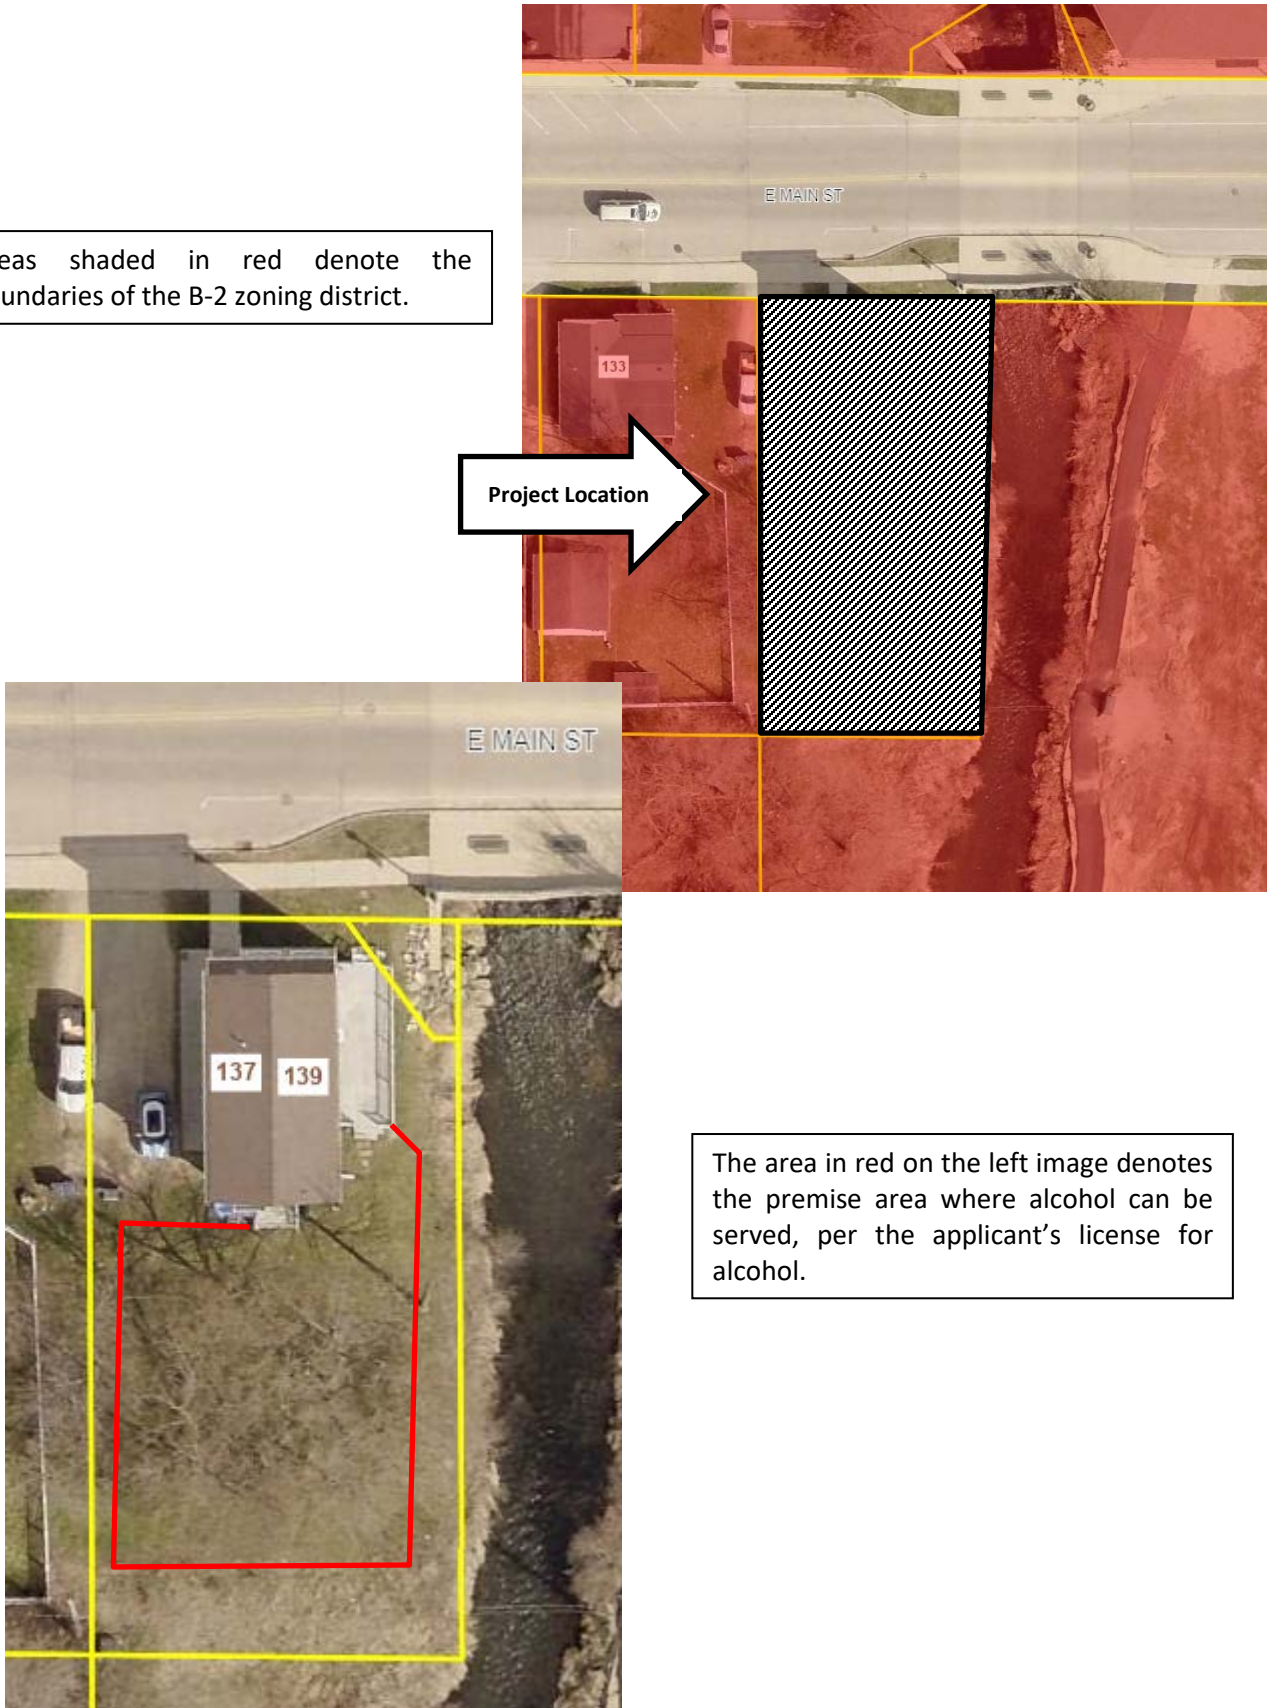 E MAIN ST
eas shaded in red denote the
undaries of the B-2 zoning district.
133
Project Location
E MAIN ST
137 139
The area in red on the left image denotes
the premise area where alcohol can be
served, per the applicant’s license for
alcohol.